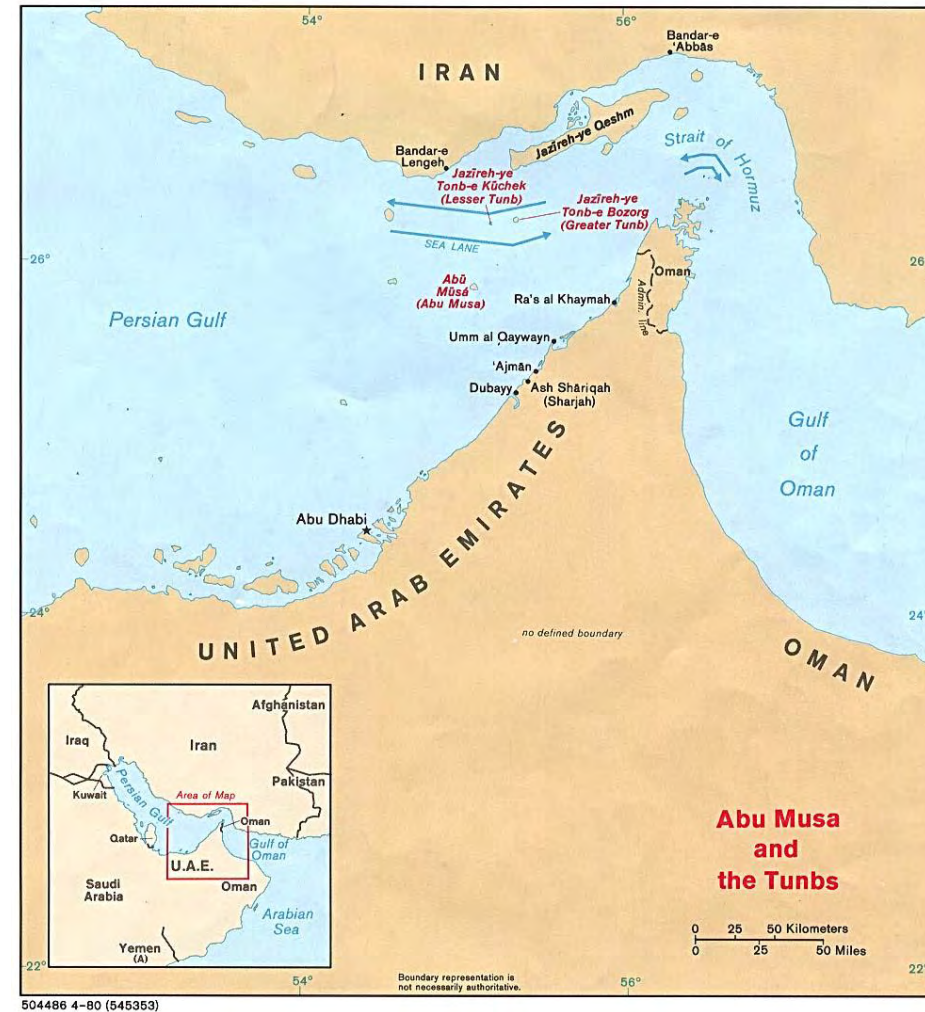 54°
56°
Bandar-e
'Abbās
IRAN
Jazīreh-ye Qeshm
Strait of Hormuz
Bandar-e
Lengeh
Jazīreh-ye
Tonb-e Kūchek
(Lesser Tunb)
Jazīreh-ye
Tonb-e Bozorg
(Greater Tunb)
SEA LANE
26°
26
Oman
Abū
Mūsá
(Abu Musa)
Admin. line
Ra's al Khaymah
Persian Gulf
Umm al Qaywayn
'Ajmān
Dubayy
Ash Shāriqah
(Sharjah)
Gulf
of
Oman
Abu Dhabi
UNITED ARAB EMIRATES
24°
24°
no defined boundary
OMAN
Afghanistan
Iraq
Iran
Pakistan
Kuwait
Persian Gulf
Area of Map
Oman
Qatar
Gulf of
Oman
U.A.E.
Saudi
Arabia
Oman
Arabian
Sea
Yemen
(A)
Abu Musa
and
the Tunbs
0 25 50 Kilometers
0 25 50 Miles
22°
22°
54°
56°
Boundary representation is
not necessarily authoritative.
504486 4-80 (545353)